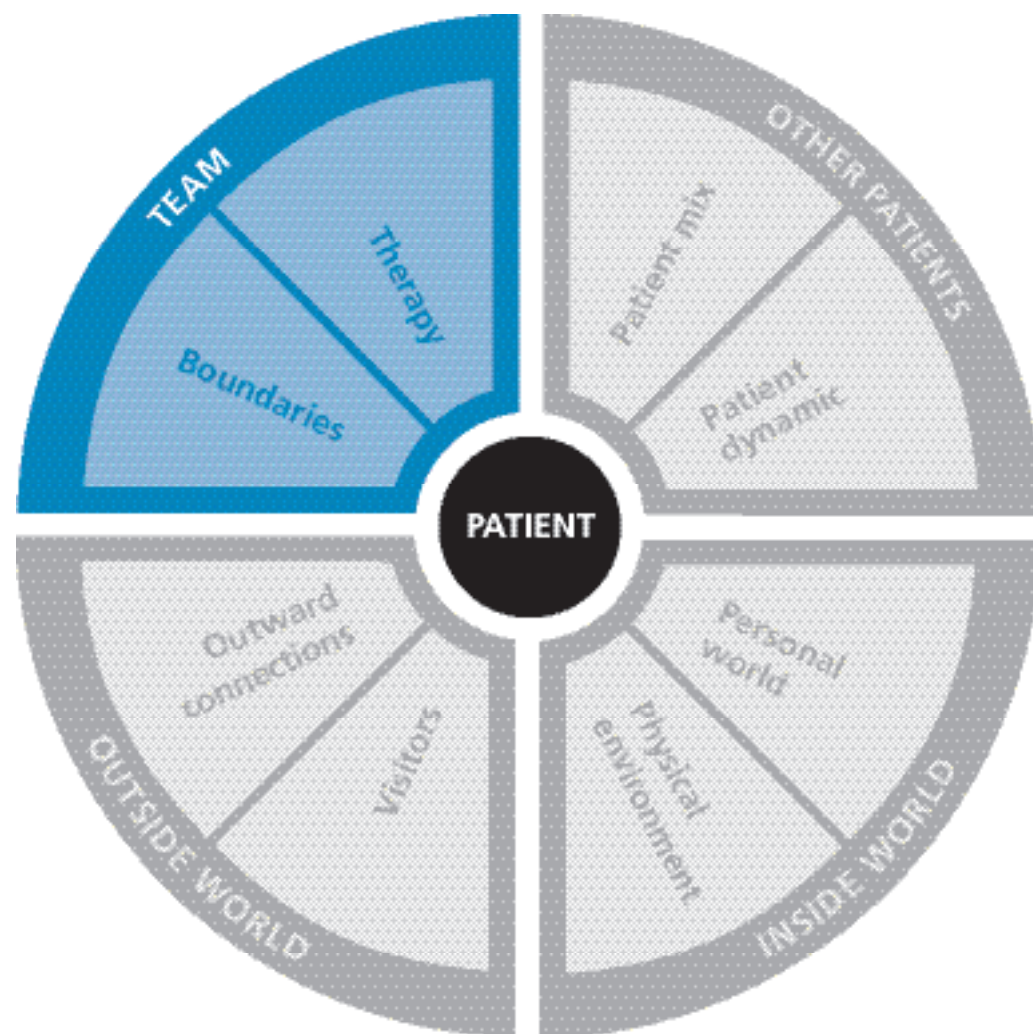 TEAM
Therapy
Boundaries
OTHER PATIENTS
Patient mix
Patient
dynamic
PATIENT
Outward
connections
Visitors
OUTSIDE WORLD
Personal
world
Physical
environment
INSIDE WORLD